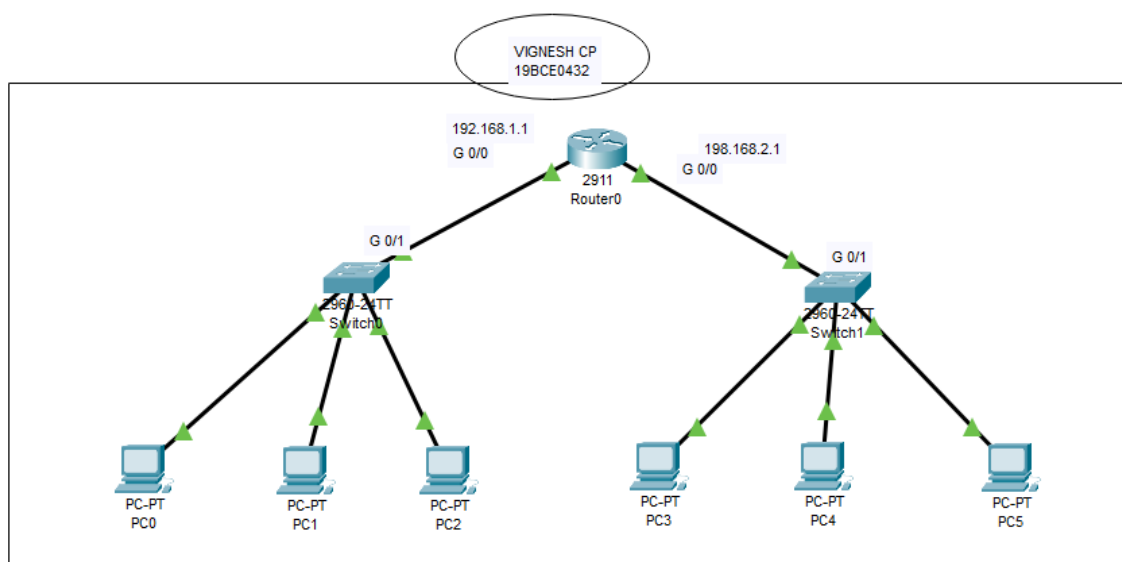 VIGNESH CP
19BCE0432
192.168.1.1
G 0/0
198.168.2.1
G 0/0
2911
Router0
G 0/1
2960-24TT
Switch0
G 0/1
2960-24TT
Switch1
PC-PT
PC0
PC-PT
PC1
PC-PT
PC2
PC-PT
PC3
PC-PT
PC4
PC-PT
PC5